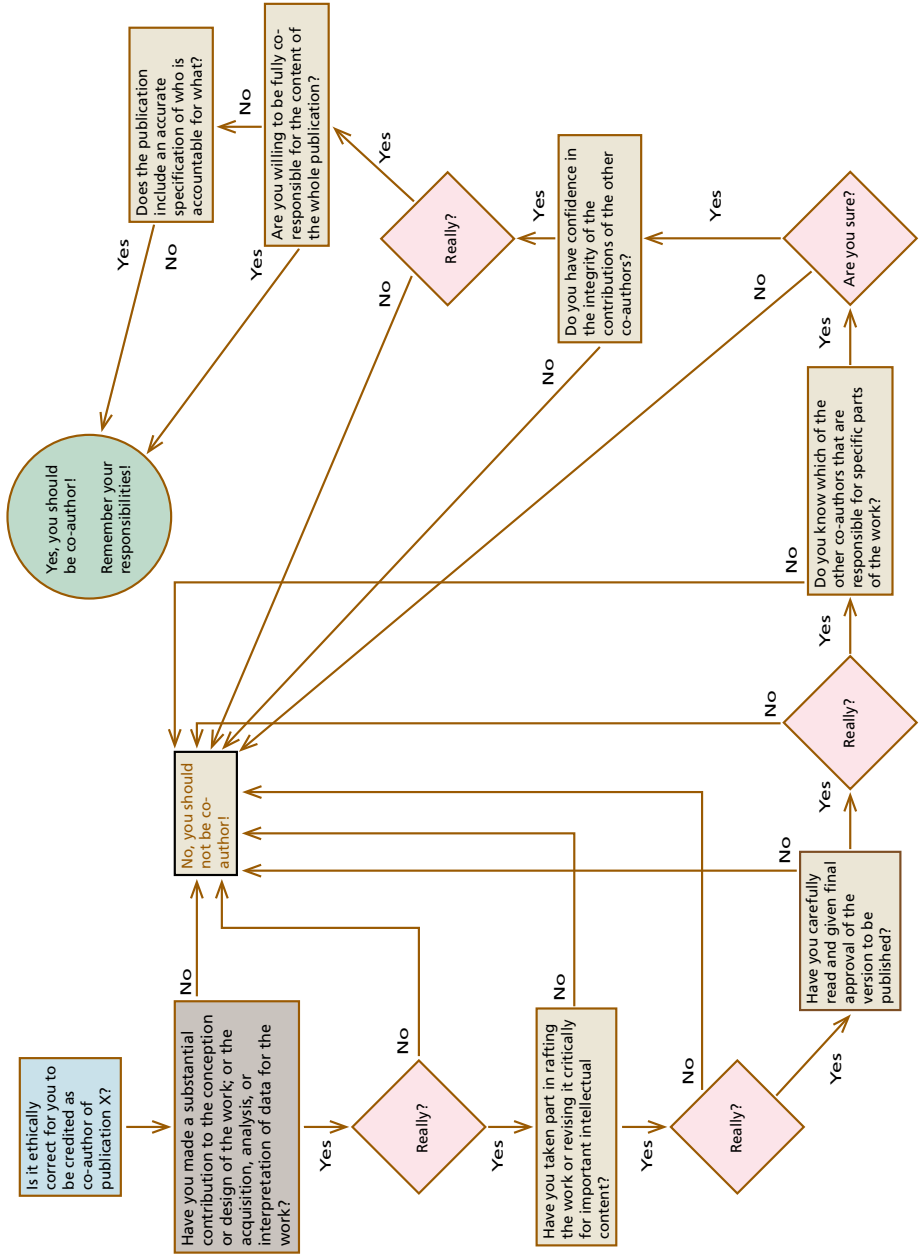 Is it ethically
correct for you to
be credited as
co-author of
publication X?
Have you made a substantial
contribution to the conception
or design of the work; or the
acquisition, analysis, or
interpretation of data for the
work?
No
Yes
No, you should
not be co-
author!
Really?
No
Yes
Have you taken part in rafting
the work or revising it critically
for important intellectual
content?
No
Yes
Really?
No
Yes
Have you carefully
read and given final
approval of the
version to be
published?
No
Yes
Really?
No
Yes
Do you know which of the
other co-authors that are
responsible for specific parts
of the work?
No
Yes
Are you sure?
No
Yes
Do you have confidence in
the integrity of the
contributions of the other
co-authors?
No
Yes
Really?
No
Yes
Are you willing to be fully co-
responsible for the content of
the whole publication?
Yes
No
Does the publication
include an accurate
specification of who is
accountable for what?
Yes
No
Yes, you should
be co-author!
Remember your
responsibilities!